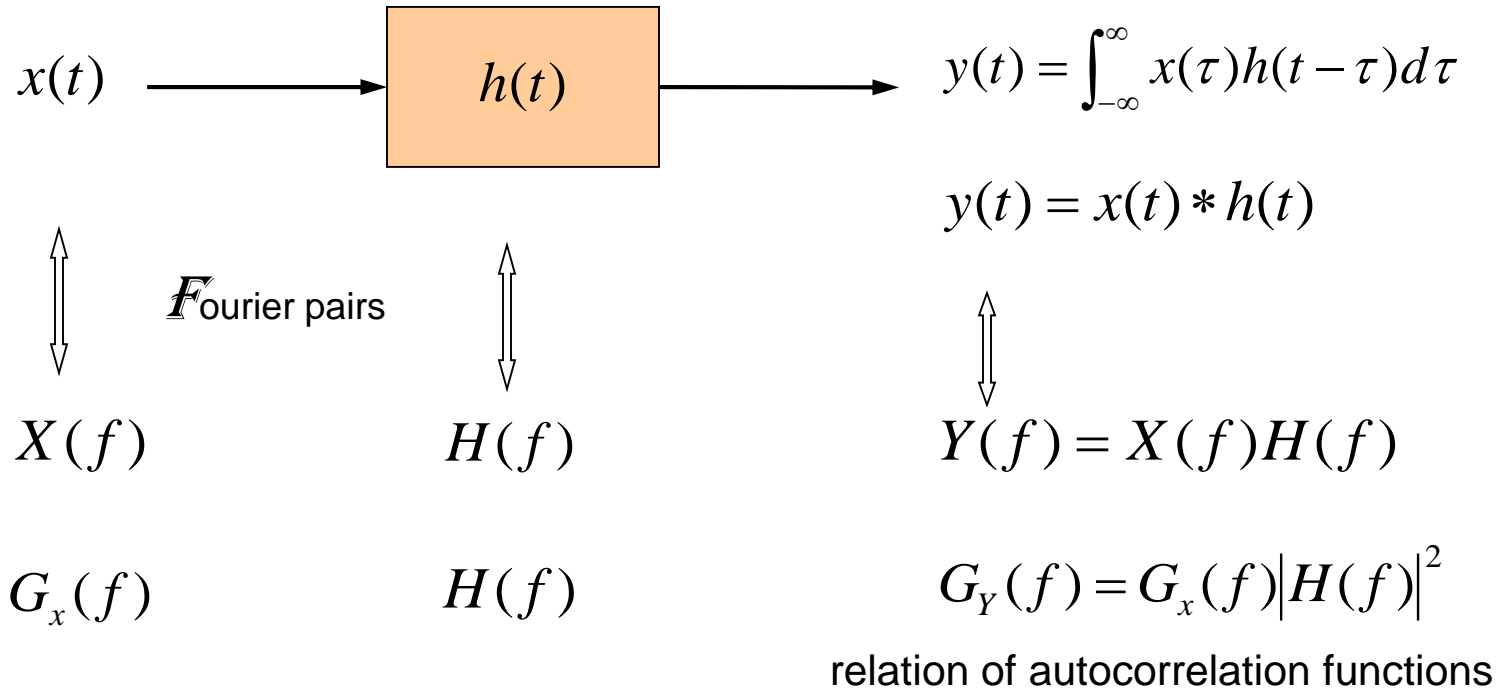 x(t)
h(t)
y(t) = ∫_{-∞}^{∞} x(τ)h(t − τ)dτ
y(t) = x(t) * h(t)
Fourier pairs
X(f)
H(f)
Y(f) = X(f)H(f)
G_x(f)
H(f)
G_Y(f) = G_x(f)|H(f)|^2
relation of autocorrelation functions